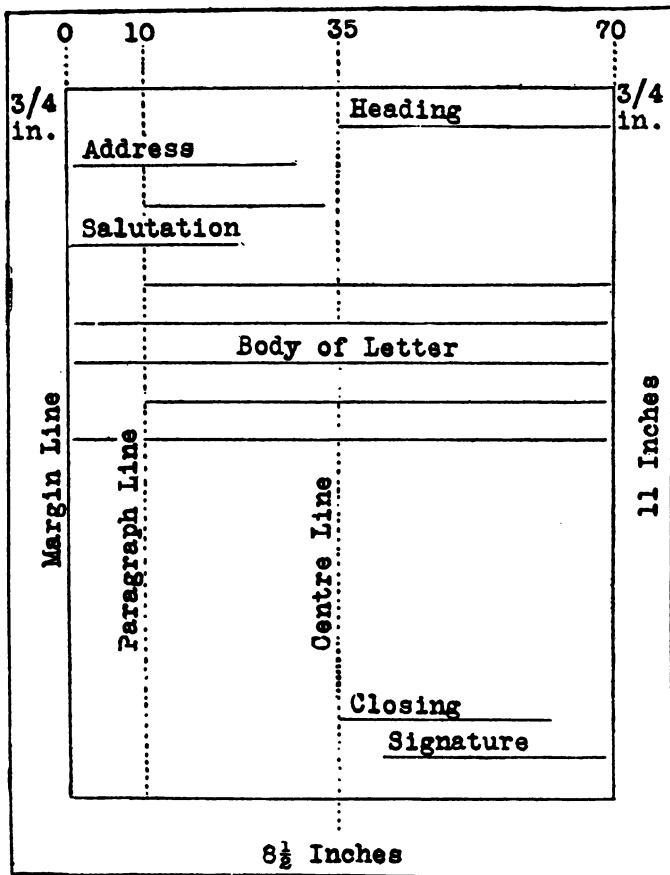 0 10 35 70
3/4 in.
3/4 in.
Heading
Address
Salutation
Body of Letter
Margin Line
Paragraph Line
Centre Line
11 Inches
Closing
Signature
8½ Inches